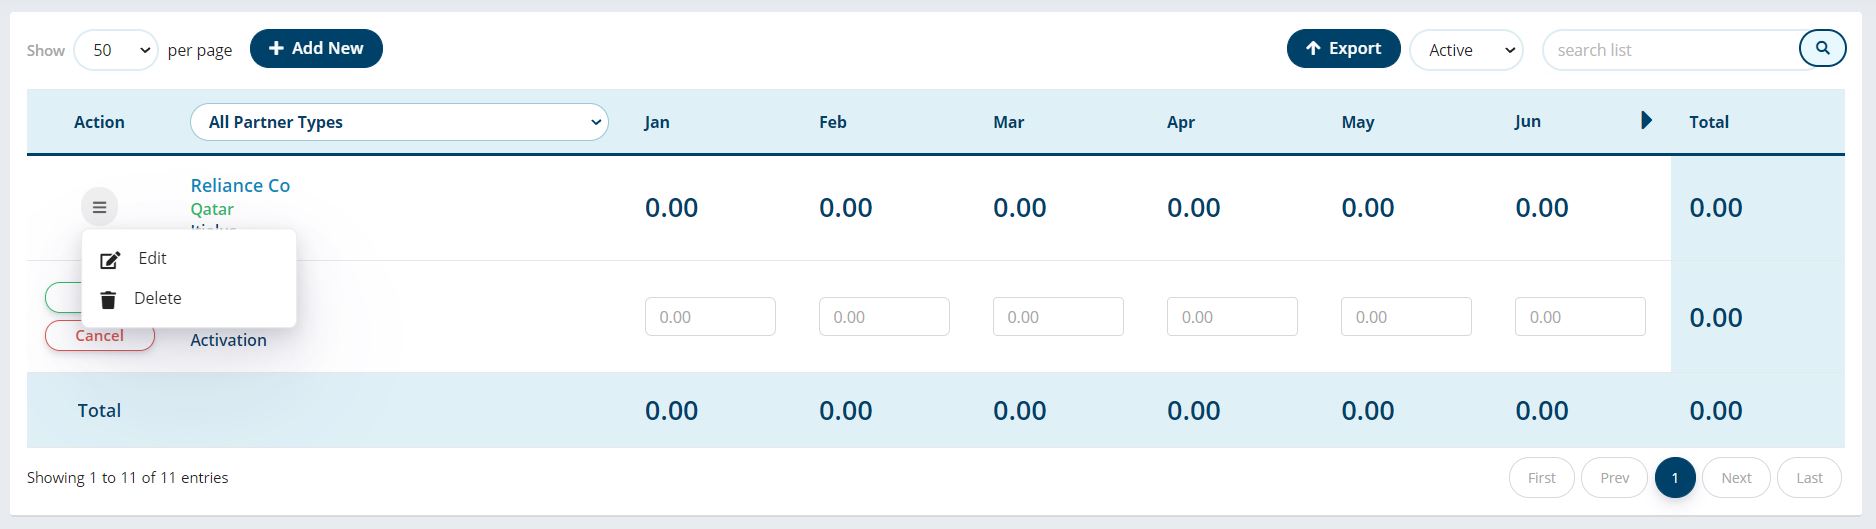 Show 50 per page Add New Export Active search list
Action All Partner Types Jan Feb Mar Apr May Jun Total
Reliance Co
Qatar
0.00 0.00 0.00 0.00 0.00 0.00 0.00
Edit
Delete
0.00 0.00 0.00 0.00 0.00 0.00 0.00
Cancel
Activation
Total 0.00 0.00 0.00 0.00 0.00 0.00 0.00
Showing 1 to 11 of 11 entries First Prev 1 Next Last